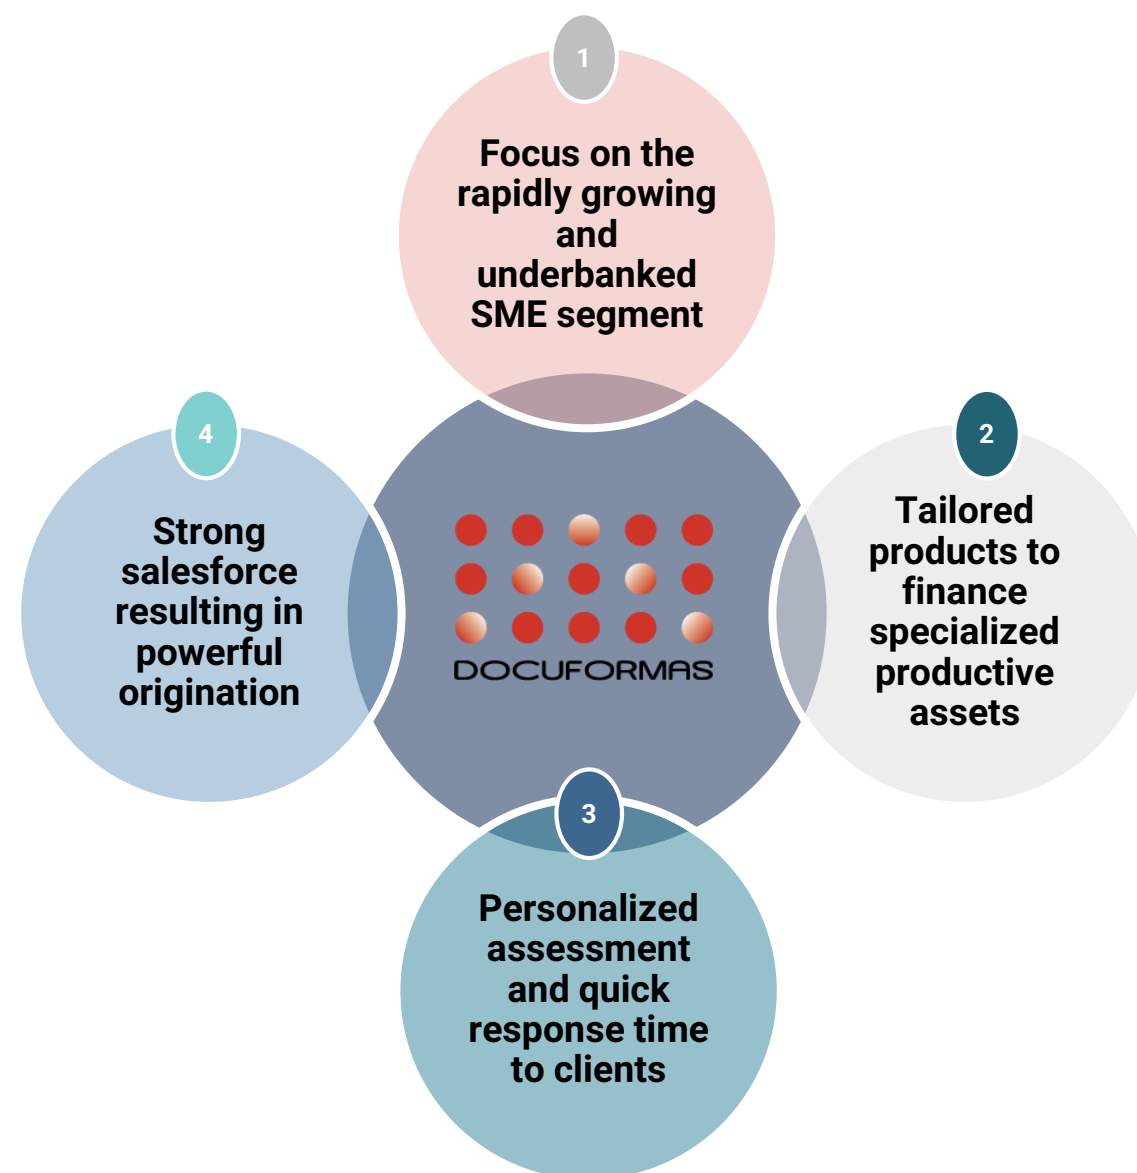 1
Focus on the
rapidly growing
and
underbanked
SME segment
2
Tailored
products to
finance
specialized
productive
assets
3
Personalized
assessment
and quick
response time
to clients
4
Strong
salesforce
resulting in
powerful
origination
DOCUFORMAS